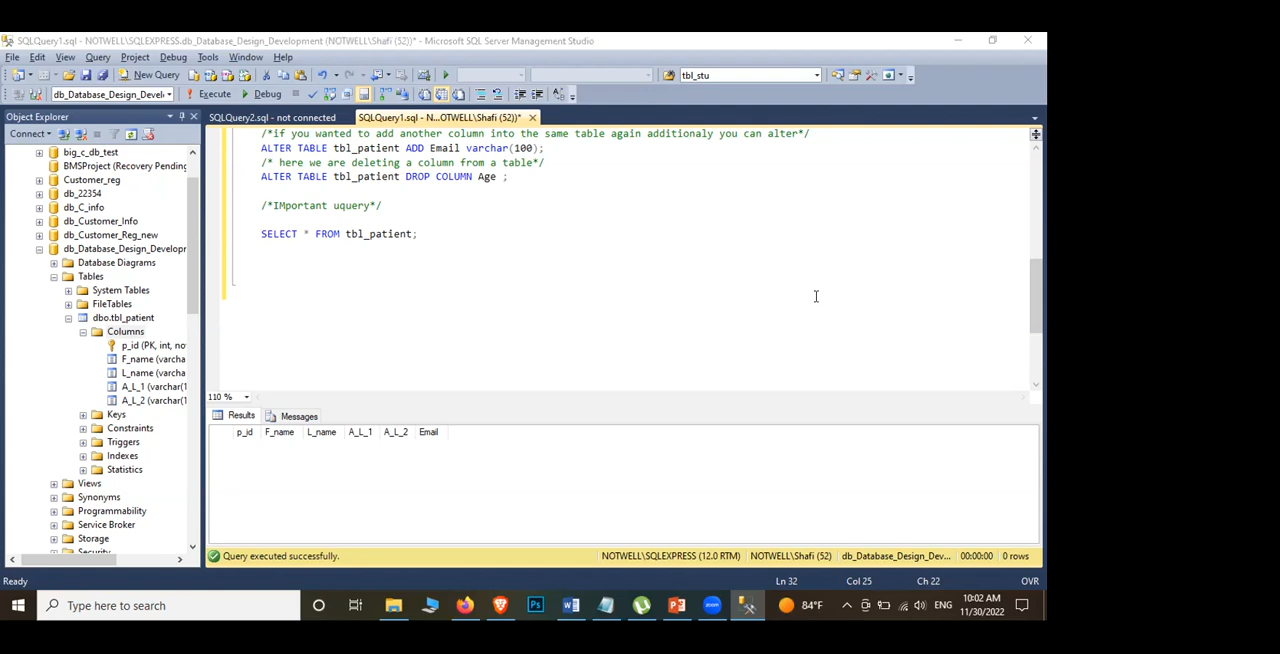 SQLQuery1.sql - NOTWELL\SQLEXPRESS.db_Database_Design_Development (NOTWELL\Shafi (52))* - Microsoft SQL Server Management Studio
File Edit View Query Project Debug Tools Window Help
New Query tbl_stu
db_Database_Design_Devel Execute Debug
Object Explorer
SQLQuery2.sql - not connected
SQLQuery1.sql - N...OTWELL\Shafi (52))*
Connect
big_c_db_test
BMSProject (Recovery Pending
Customer_reg
db_22354
db_C_info
db_Customer_Info
db_Customer_Reg_new
db_Database_Design_Developr
Database Diagrams
Tables
System Tables
FileTables
dbo.tbl_patient
Columns
p_id (PK, int, no
F_name (varcha
L_name (varcha
A_L_1 (varchar(1
A_L_2 (varchar(1
Keys
Constraints
Triggers
Indexes
Statistics
Views
Synonyms
Programmability
Service Broker
Storage
Security
/*if you wanted to add another column into the same table again additionaly you can alter*/
ALTER TABLE tbl_patient ADD Email varchar(100);
/* here we are deleting a column from a table*/
ALTER TABLE tbl_patient DROP COLUMN Age ;
/*IMportant uquery*/
SELECT * FROM tbl_patient;
110 %
Results Messages
p_id F_name L_name A_L_1 A_L_2 Email
Query executed successfully. NOTWELL\SQLEXPRESS (12.0 RTM) NOTWELL\Shafi (52) db_Database_Design_Dev... 00:00:00 0 rows
Ready Ln 32 Col 25 Ch 22 OVR
Type here to search Ps W P zoom 84°F ENG 10:02 AM
11/30/2022